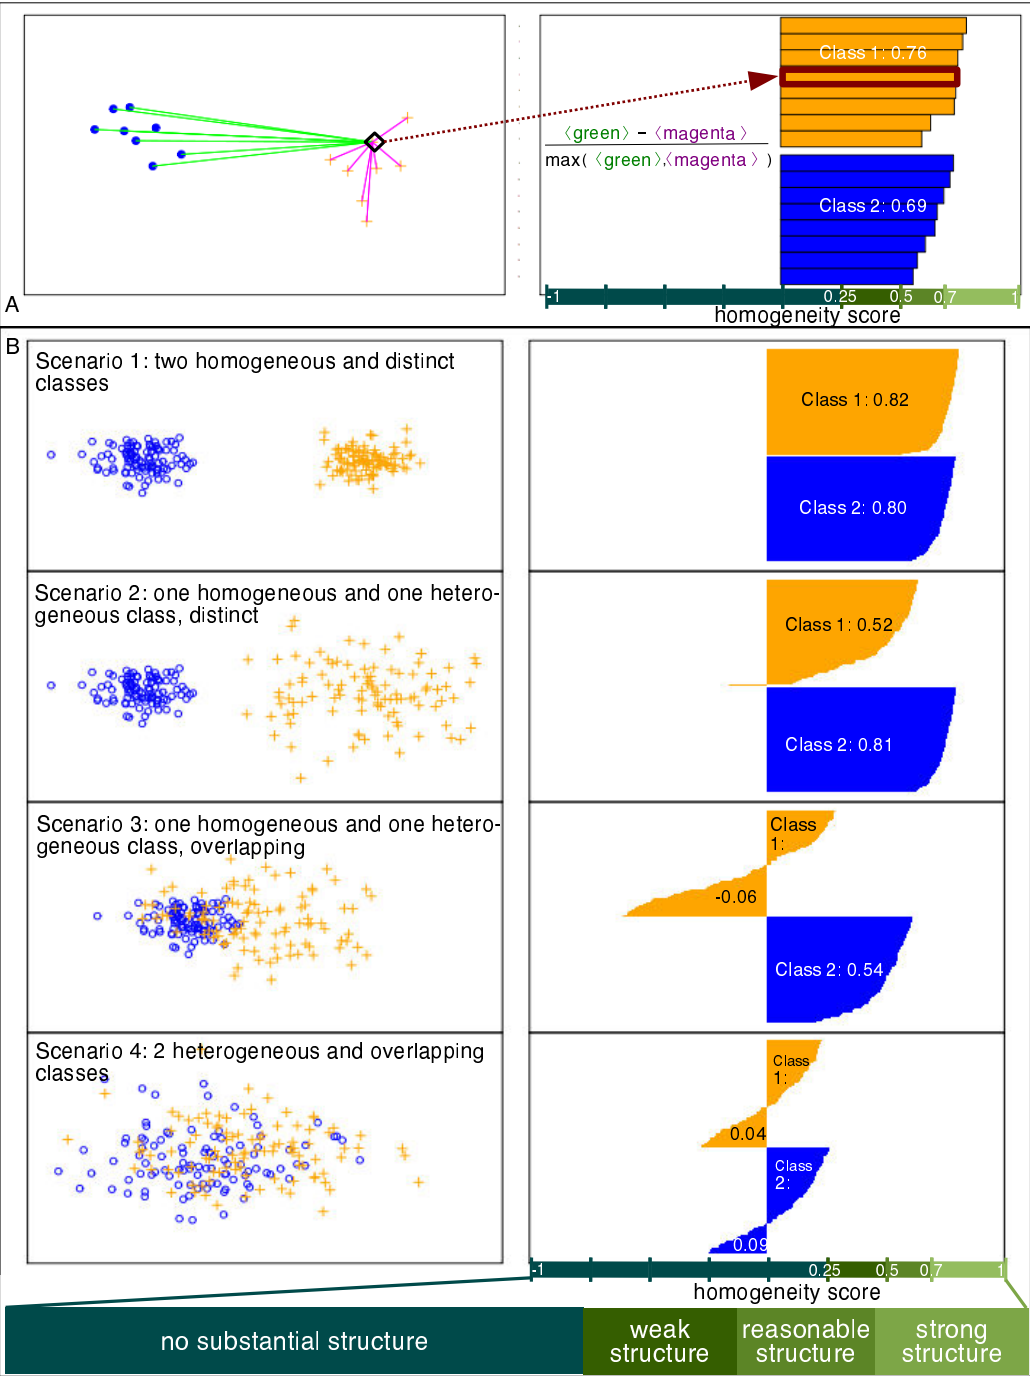 Class 1: 0.76
⟨green⟩ − ⟨magenta⟩
max(⟨green⟩,⟨magenta⟩)
Class 2: 0.69
-1 0.25 0.5 0.7 1
homogeneity score
A
B
Scenario 1: two homogeneous and distinct
classes
Class 1: 0.82
Class 2: 0.80
Scenario 2: one homogeneous and one hetero-
geneous class, distinct
Class 1: 0.52
Class 2: 0.81
Scenario 3: one homogeneous and one hetero-
geneous class, overlapping
Class
1:
-0.06
Class 2: 0.54
Scenario 4: 2 heterogeneous and overlapping
classes
Class
1:
0.04
Class
2:
0.09
-1 0.25 0.5 0.7 1
homogeneity score
no substantial structure
weak
structure
reasonable
structure
strong
structure